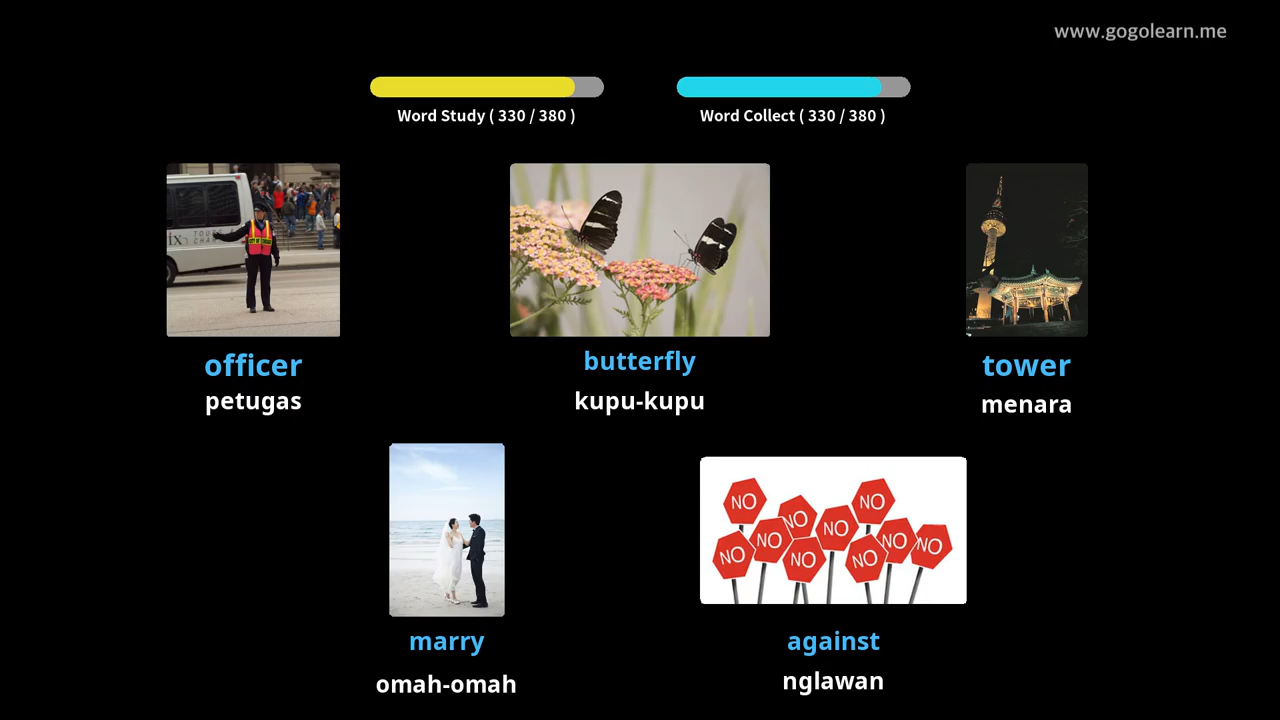 www.gogolearn.me
Word Study ( 330 / 380 )
Word Collect ( 330 / 380 )
officer
petugas
butterfly
kupu-kupu
tower
menara
NO
NO
NO
NO
NO
NO
NO
NO
NO
NO
marry
omah-omah
against
nglawan